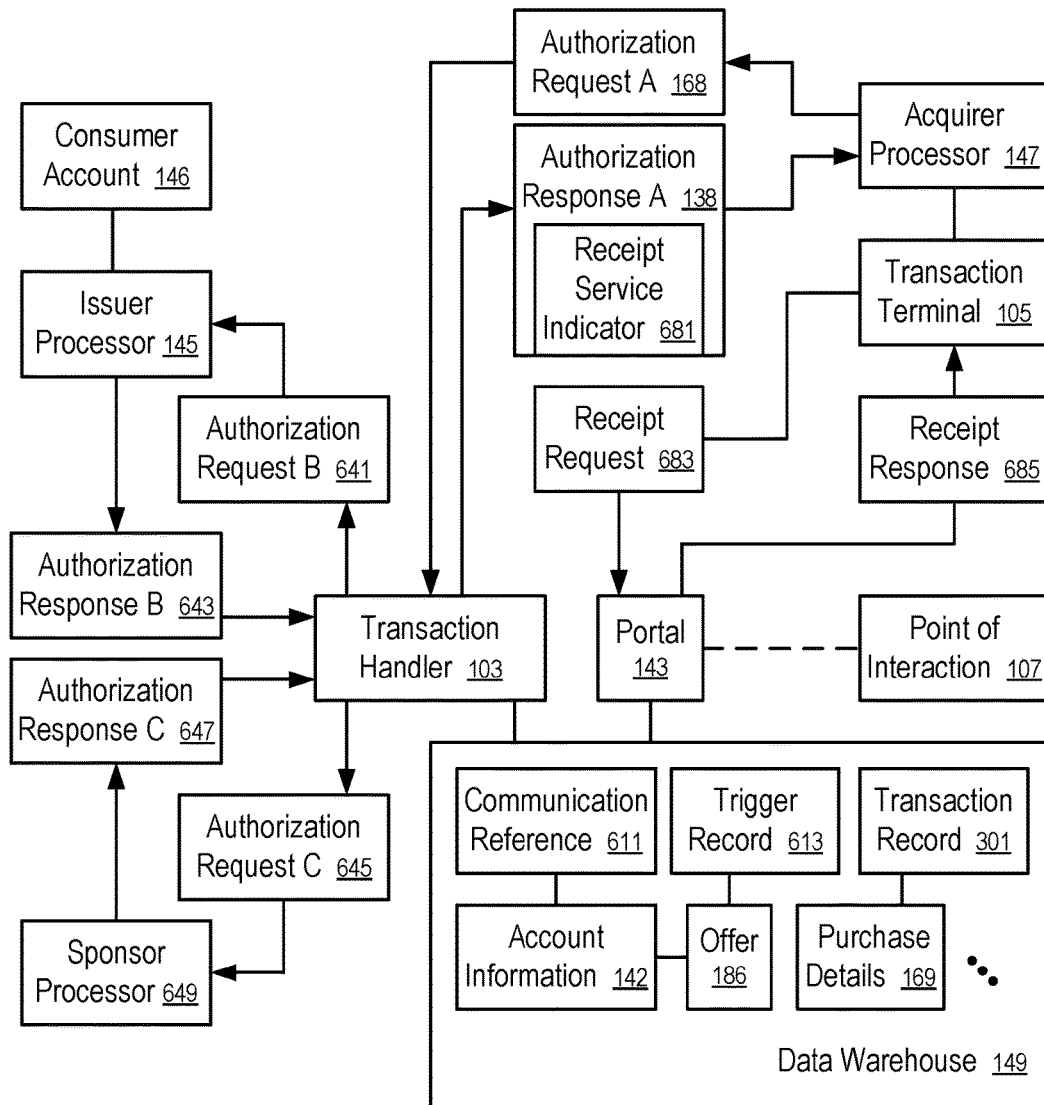 Authorization
Request A 168
Consumer
Account 146
Acquirer
Processor 147
Authorization
Response A 138
Receipt
Service
Indicator 681
Issuer
Processor 145
Transaction
Terminal 105
Authorization
Request B 641
Receipt
Request 683
Receipt
Response 685
Authorization
Response B 643
Transaction
Handler 103
Portal
143
Point of
Interaction 107
Authorization
Response C 647
Authorization
Request C 645
Communication
Reference 611
Trigger
Record 613
Transaction
Record 301
Sponsor
Processor 649
Account
Information 142
Offer
186
Purchase
Details 169
Data Warehouse 149